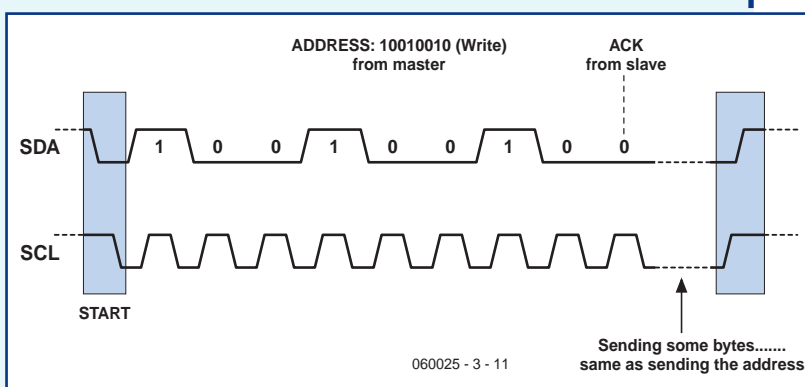 ADDRESS: 10010010 (Write)
from master
ACK
from slave
SDA
1 0 0 1 0 0 1 0 0
SCL
START
Sending some bytes.......
same as sending the address
060025 - 3 - 11